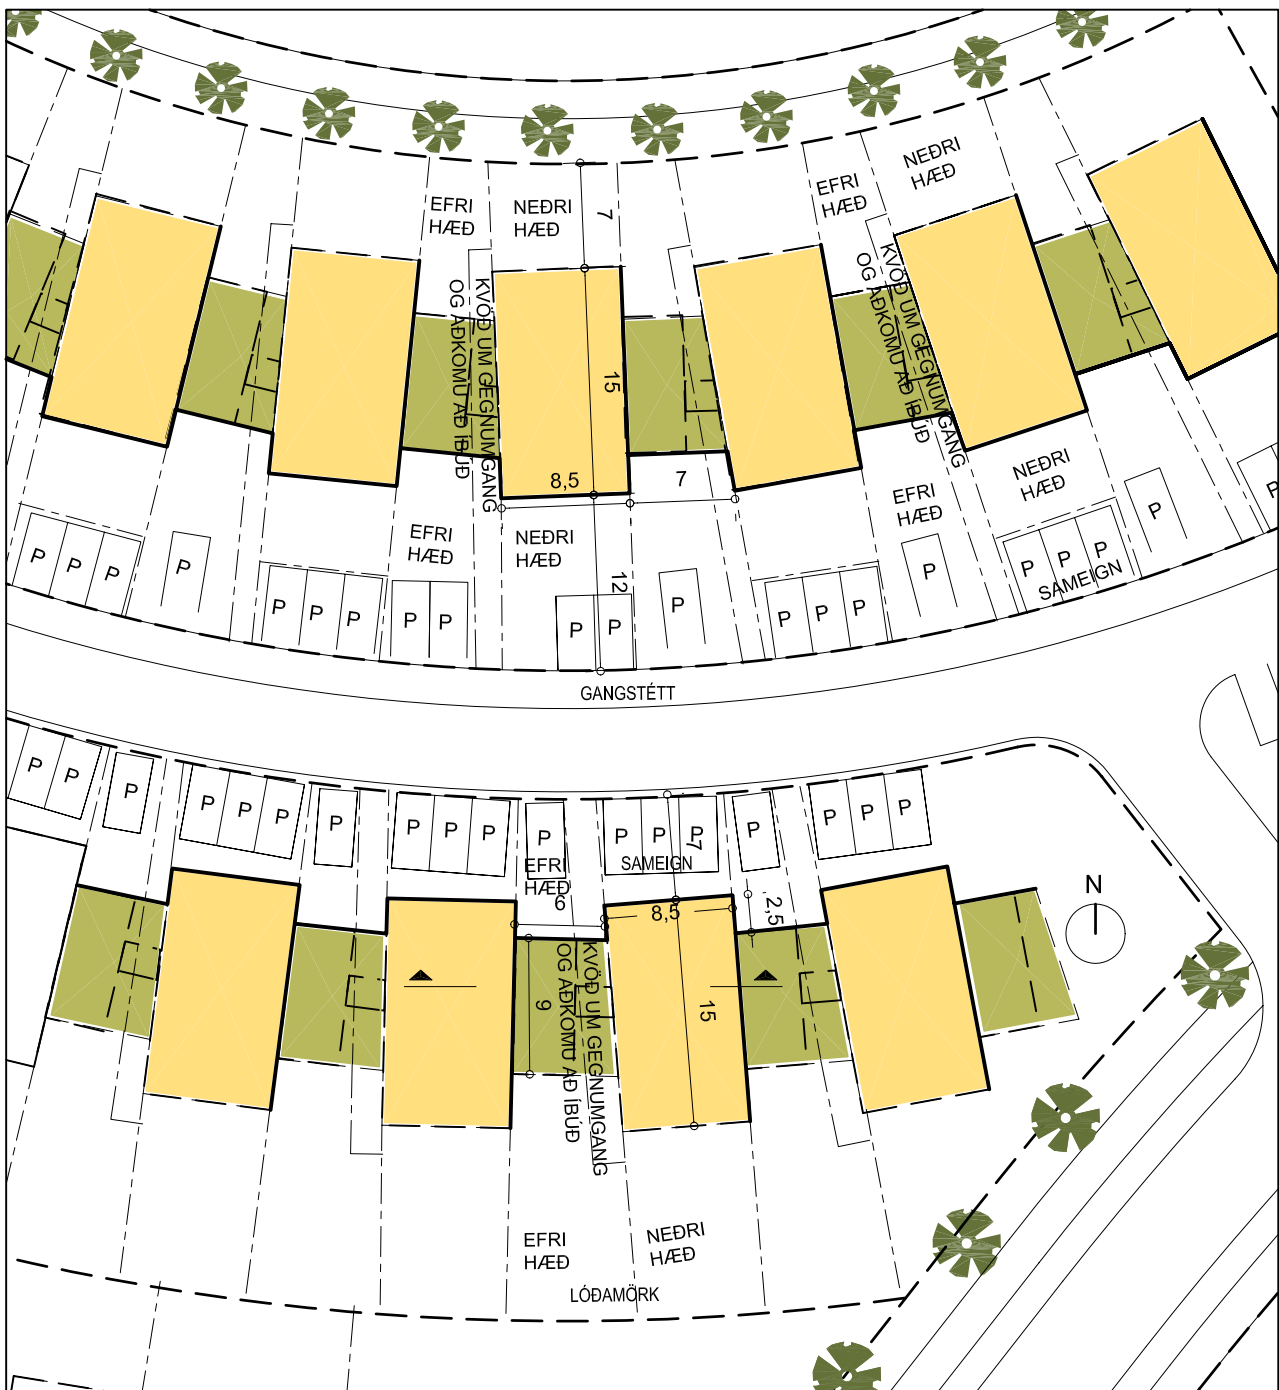 EFRI
HÆÐ
NEÐRI
HÆÐ
7
EFRI
HÆÐ
NEÐRI
HÆÐ
KVÖÐ UM GEGNUMGANG
OG AÐKOMU AÐ ÍBÚÐ
15
KVÖÐ UM GEGNUMGANG
OG AÐKOMU AÐ ÍBÚÐ
8,5
7
EFRI
HÆÐ
NEÐRI
HÆÐ
12
EFRI
HÆÐ
NEÐRI
HÆÐ
P P P
P
P P P
P P
P P
P
P P P
P
P P P
P
P
SAMEIGN
GANGSTÉTT
P P
P
P P P
P
P P P
P
P P P
P
P P P
7
EFRI
HÆÐ
SAMEIGN
6
8,5
2,5
N
9
KVÖÐ UM GEGNUMGANG
OG AÐKOMU AÐ ÍBÚÐ
15
EFRI
HÆÐ
NEÐRI
HÆÐ
LÓÐAMÖRK